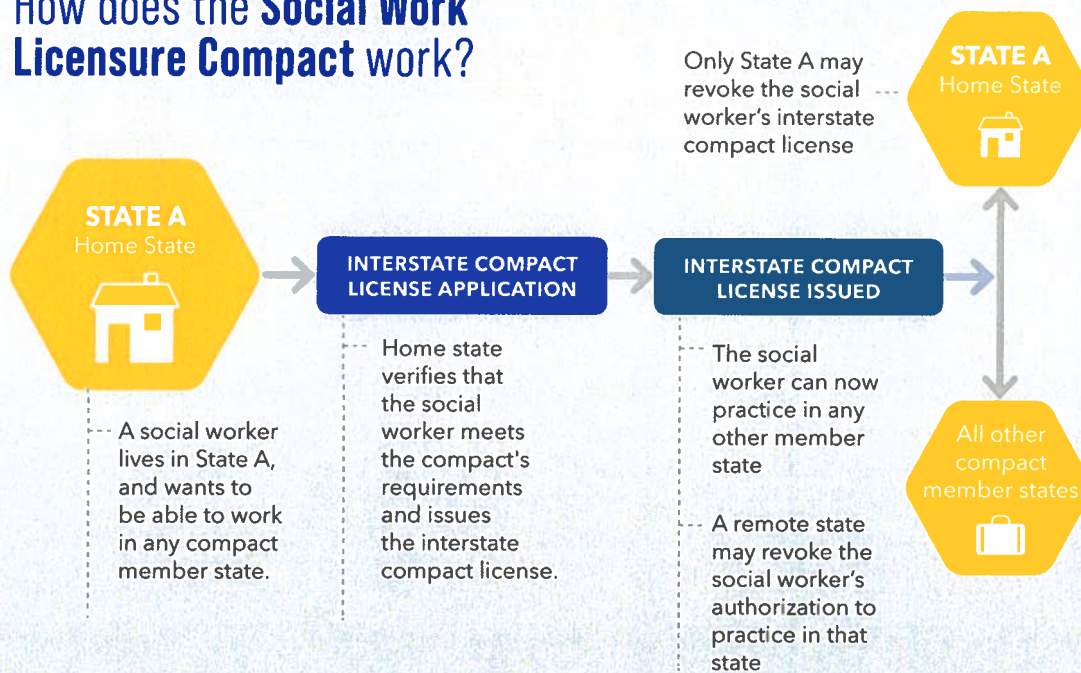 How does the Social Work
Licensure Compact work?
Only State A may
revoke the social
worker's interstate
compact license
STATE A
Home State
STATE A
Home State
INTERSTATE COMPACT
LICENSE APPLICATION
INTERSTATE COMPACT
LICENSE ISSUED
A social worker
lives in State A,
and wants to
be able to work
in any compact
member state.
Home state
verifies that
the social
worker meets
the compact's
requirements
and issues
the interstate
compact license.
The social
worker can now
practice in any
other member
state
A remote state
may revoke the
social worker's
authorization to
practice in that
state
All other
compact
member states